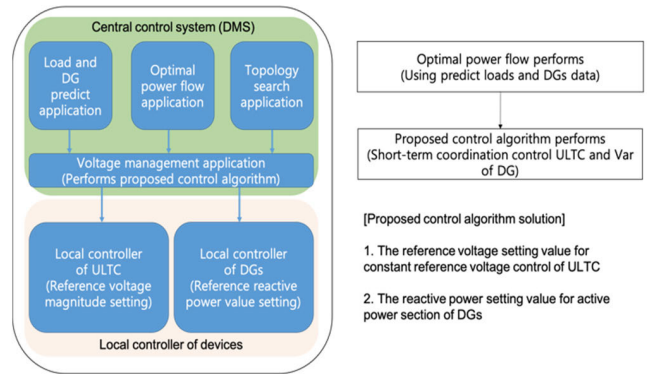 Central control system (DMS)
Load and
DG
predict
application
Optimal
power flow
application
Topology
search
application
Voltage management application
(Performs proposed control algorithm)
Local controller
of ULTC
(Reference voltage
magnitude setting)
Local controller
of DGs
(Reference reactive
power value setting)
Local controller of devices
Optimal power flow performs
(Using predict loads and DGs data)
Proposed control algorithm performs
(Short-term coordination control ULTC and Var
of DG)
[Proposed control algorithm solution]
1. The reference voltage setting value for
constant reference voltage control of ULTC
2. The reactive power setting value for active
power section of DGs